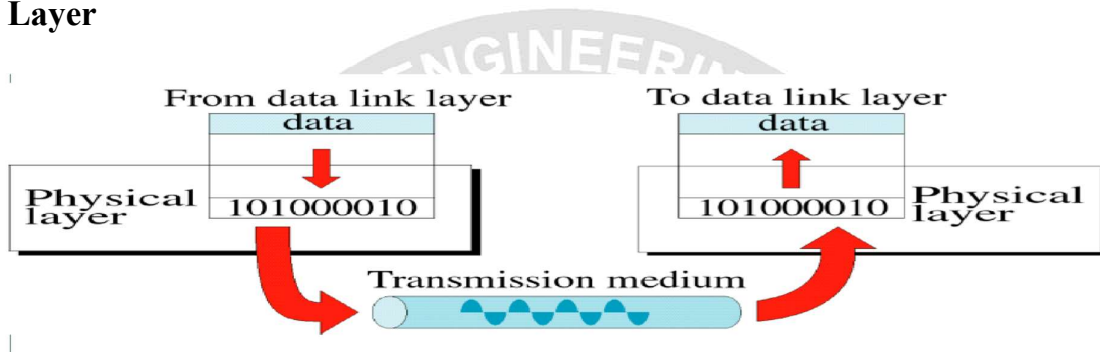 Layer
ENGINEERIN
From data link layer
To data link layer
data
data
Physical
layer
101000010
101000010
Physical
layer
Transmission medium